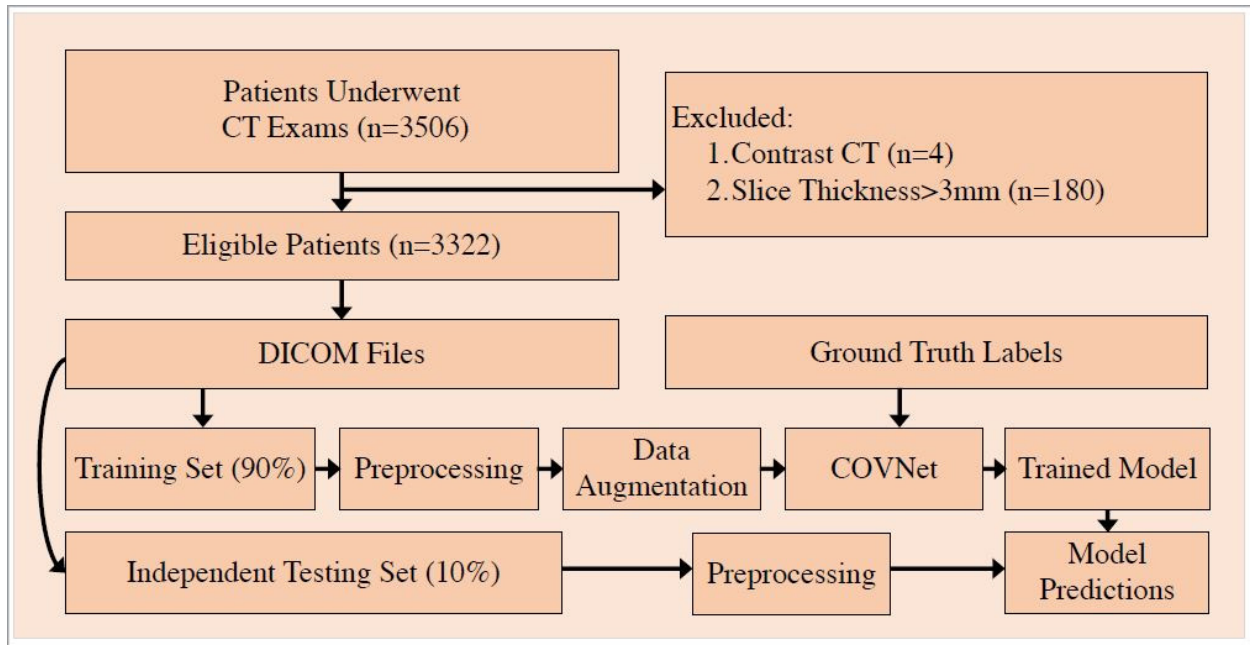 Patients Underwent
CT Exams (n=3506)
Excluded:
1.Contrast CT (n=4)
2.Slice Thickness>3mm (n=180)
Eligible Patients (n=3322)
DICOM Files
Ground Truth Labels
Training Set (90%)
Preprocessing
Data
Augmentation
COVNet
Trained Model
Independent Testing Set (10%)
Preprocessing
Model
Predictions